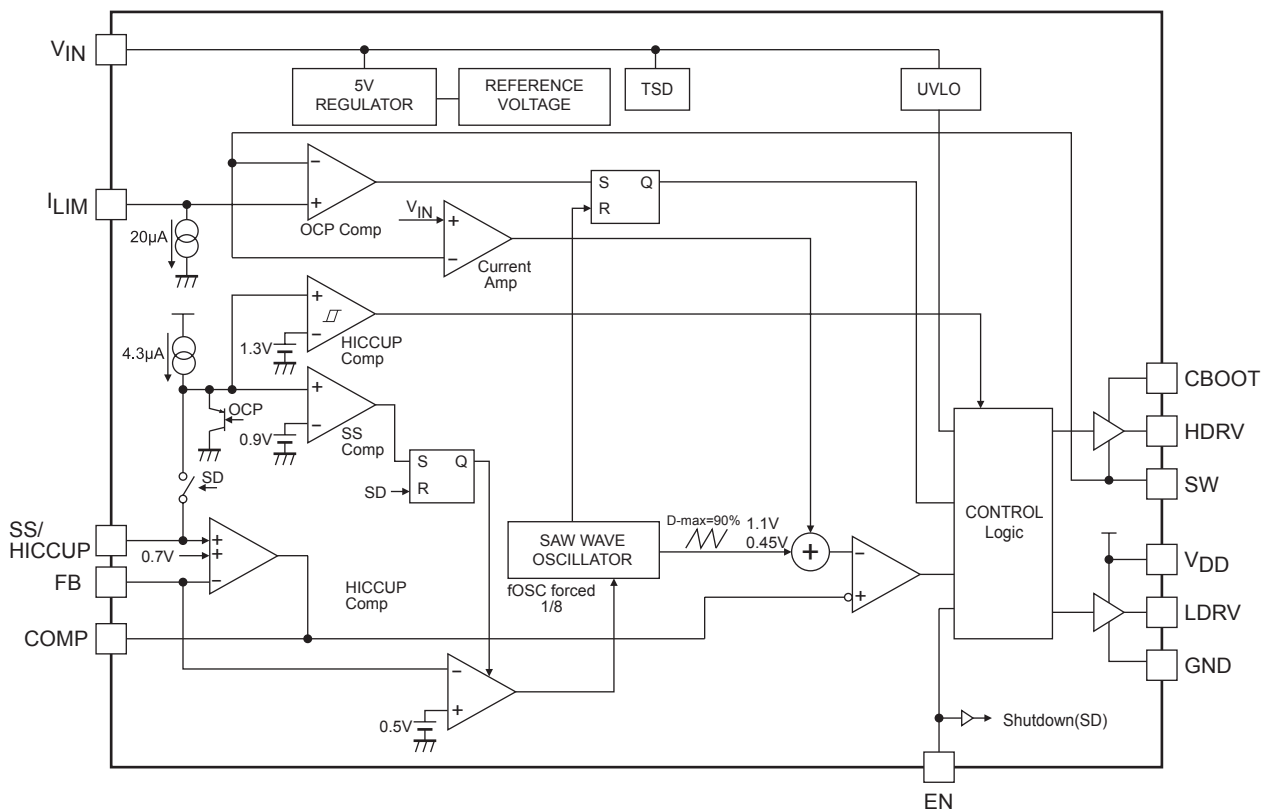 VIN
5V
REGULATOR
REFERENCE
VOLTAGE
TSD
UVLO
−
+
OCP Comp
S Q
R
ILIM
20µA
VIN
+
−
Current
Amp
+
−
1.3V
HICCUP
Comp
4.3µA
OCP
+
−
0.9V
SS
Comp
S Q
R
SD
SD
CBOOT
HDRV
SW
CONTROL
Logic
SS/
HICCUP
0.7V
+
+
−
FB
HICCUP
Comp
SAW WAVE
OSCILLATOR
fOSC forced
1/8
D-max=90%
1.1V
0.45V
+
−
+
VDD
LDRV
GND
COMP
−
+
0.5V
Shutdown(SD)
EN